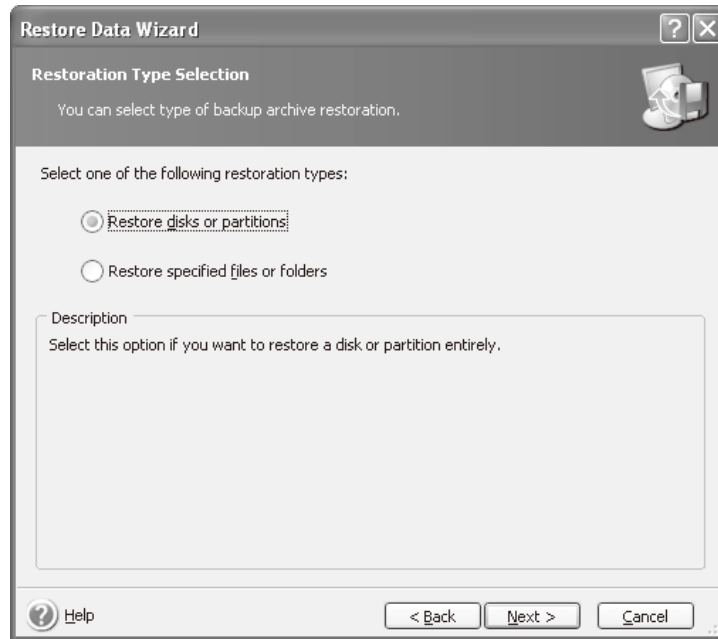 Restore Data Wizard
Restoration Type Selection
You can select type of backup archive restoration.
Select one of the following restoration types:
Restore disks or partitions
Restore specified files or folders
Description
Select this option if you want to restore a disk or partition entirely.
? Help
< Back
Next >
Cancel